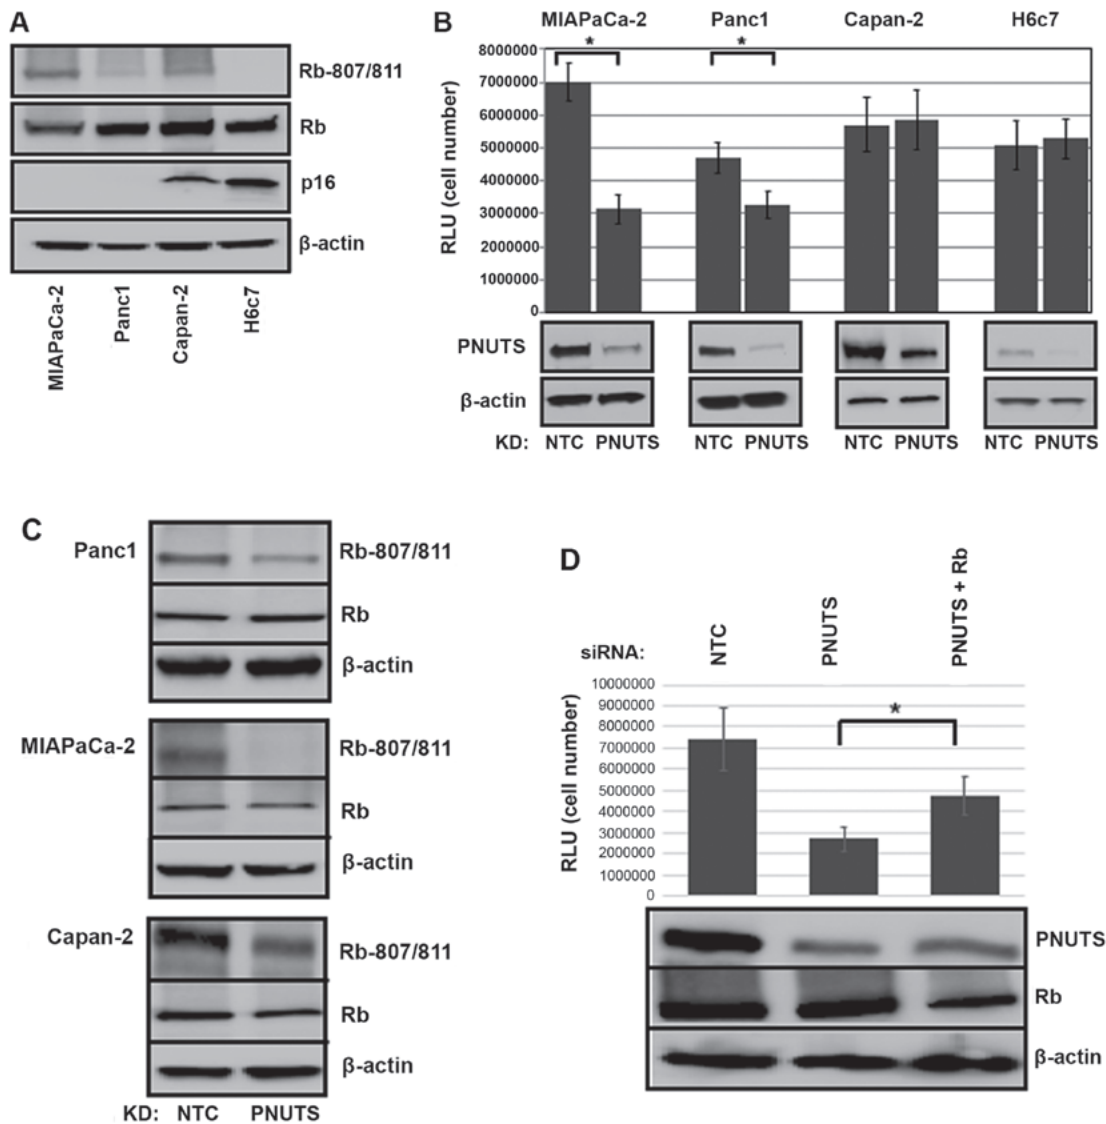 A
Rb-807/811
Rb
p16
β-actin
MIAPaCa-2
Panc1
Capan-2
H6c7
B
MIAPaCa-2 Panc1 Capan-2 H6c7
* *
RLU (cell number)
8000000
7000000
6000000
5000000
4000000
3000000
2000000
1000000
0
PNUTS
β-actin
KD: NTC PNUTS NTC PNUTS NTC PNUTS NTC PNUTS
C
Panc1
Rb-807/811
Rb
β-actin
MIAPaCa-2
Rb-807/811
Rb
β-actin
Capan-2
Rb-807/811
Rb
β-actin
KD: NTC PNUTS
D
siRNA: NTC PNUTS PNUTS + Rb
*
RLU (cell number)
10000000
9000000
8000000
7000000
6000000
5000000
4000000
3000000
2000000
1000000
0
PNUTS
Rb
β-actin